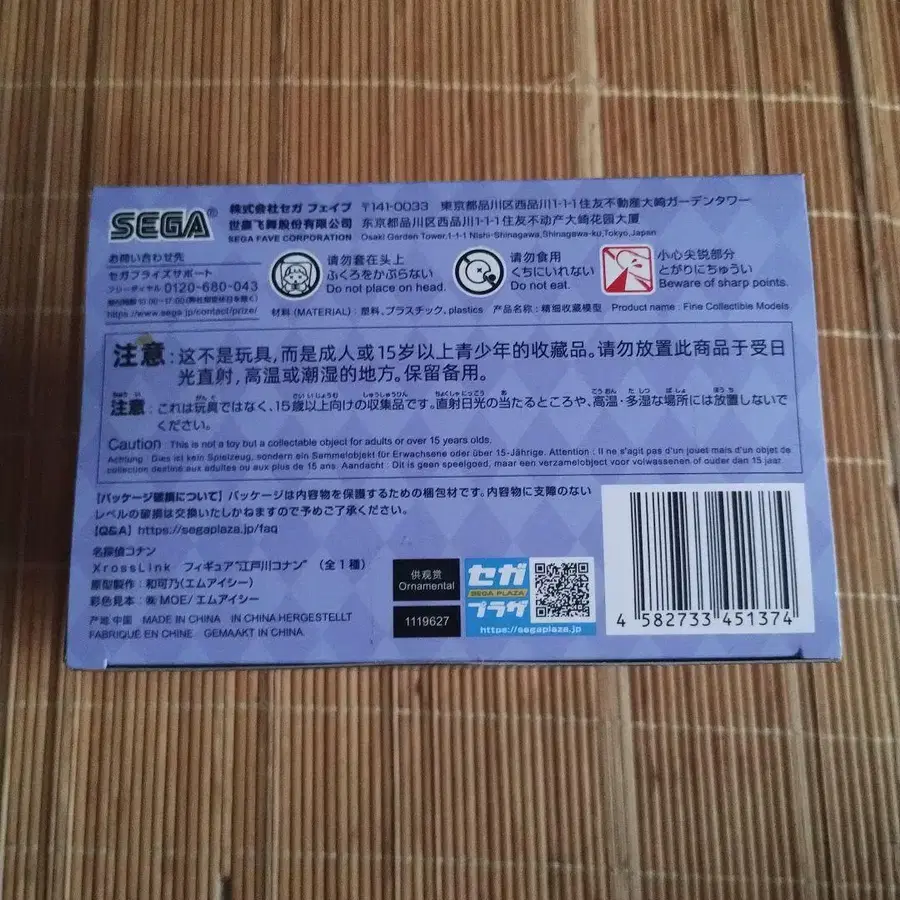 SEGA®
株式会社セガ フェイブ 〒141-0033 東京都品川区西品川1-1-1住友不動産大崎ガーデンタワー
世嘉飞舞股份有限公司 东京都品川区西品川1-1-1住友不动产大崎花园大厦
SEGA FAVE CORPORATION Osaki Garden Tower,1-1-1 Nishi-Shinagawa,Shinagawa-ku,Tokyo,Japan
お問い合わせ先
セガプライズサポート
フリーダイヤル 0120-680-043
https://www.sega.jp/contact/prize/
请勿套在头上
ふくろをかぶらない
Do not place on head.
请勿食用
くちにいれない
Do not eat.
小心尖锐部分
とがりにちゅうい
Beware of sharp points.
材料 (MATERIAL) : 塑料、プラスチック、plastics 产品名称 : 精细收藏模型 Product name : Fine Collectible Models
注意 : 这不是玩具,而是成人或15岁以上青少年的收藏品。请勿放置此商品于受日
光直射,高温或潮湿的地方。保留备用。
注意 : これは玩具ではなく、15歳以上向けの収集品です。直射日光の当たるところや、高温・多湿な場所には放置しないで
ください。
Caution : This is not a toy but a collectable object for adults or over 15 years olds.
Achtung : Dies ist kein Spielzeug, sondern ein Sammelobjekt für Erwachsene oder über 15-Jährige. Attention : Il ne s'agit pas d'un jouet mais d'un objet de
collection destiné aux adultes ou aux plus de 15 ans. Aandacht : Dit is geen speelgoed, maar een verzamelobject voor volwassenen of ouder dan 15 jaar.
【パッケージ破損について】パッケージは内容物を保護するための梱包材です。内容物に支障のない
レベルの破損は交換いたしかねますので予めご了承ください。
【Q&A】https://segaplaza.jp/faq
名探偵コナン
XrossLink フィギュア"江戸川コナン" (全1種)
原型製作 : 和可乃(エムアイシー)
彩色見本 : ㈱MOE/エムアイシー
产地 中国 MADE IN CHINA IN CHINA HERGESTELLT
FABRIQUÉ EN CHINE GEMAAKT IN CHINA
供观赏
Ornamental
1119627
セガ
SEGA PLAZA
プラザ
https://segaplaza.jp
4 582733 451374